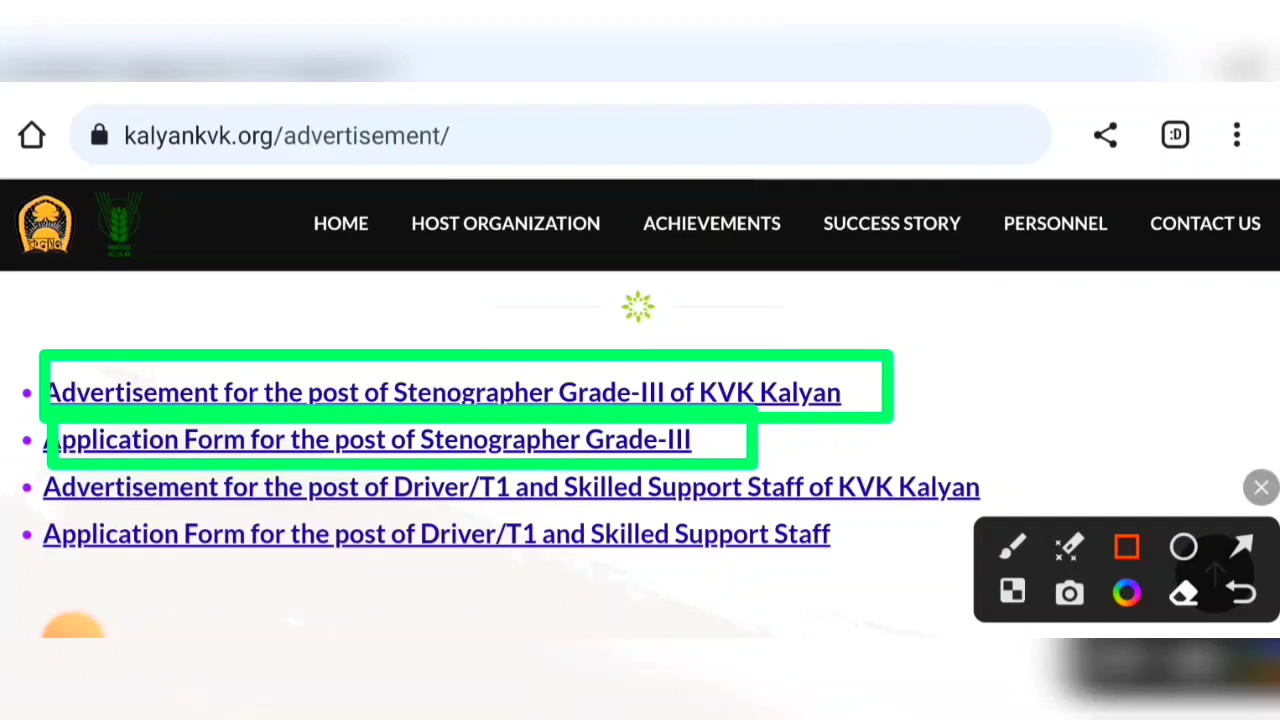 kalyankvk.org/advertisement/
:D
HOME HOST ORGANIZATION ACHIEVEMENTS SUCCESS STORY PERSONNEL CONTACT US
Advertisement for the post of Stenographer Grade-III of KVK Kalyan
Application Form for the post of Stenographer Grade-III
Advertisement for the post of Driver/T1 and Skilled Support Staff of KVK Kalyan
Application Form for the post of Driver/T1 and Skilled Support Staff